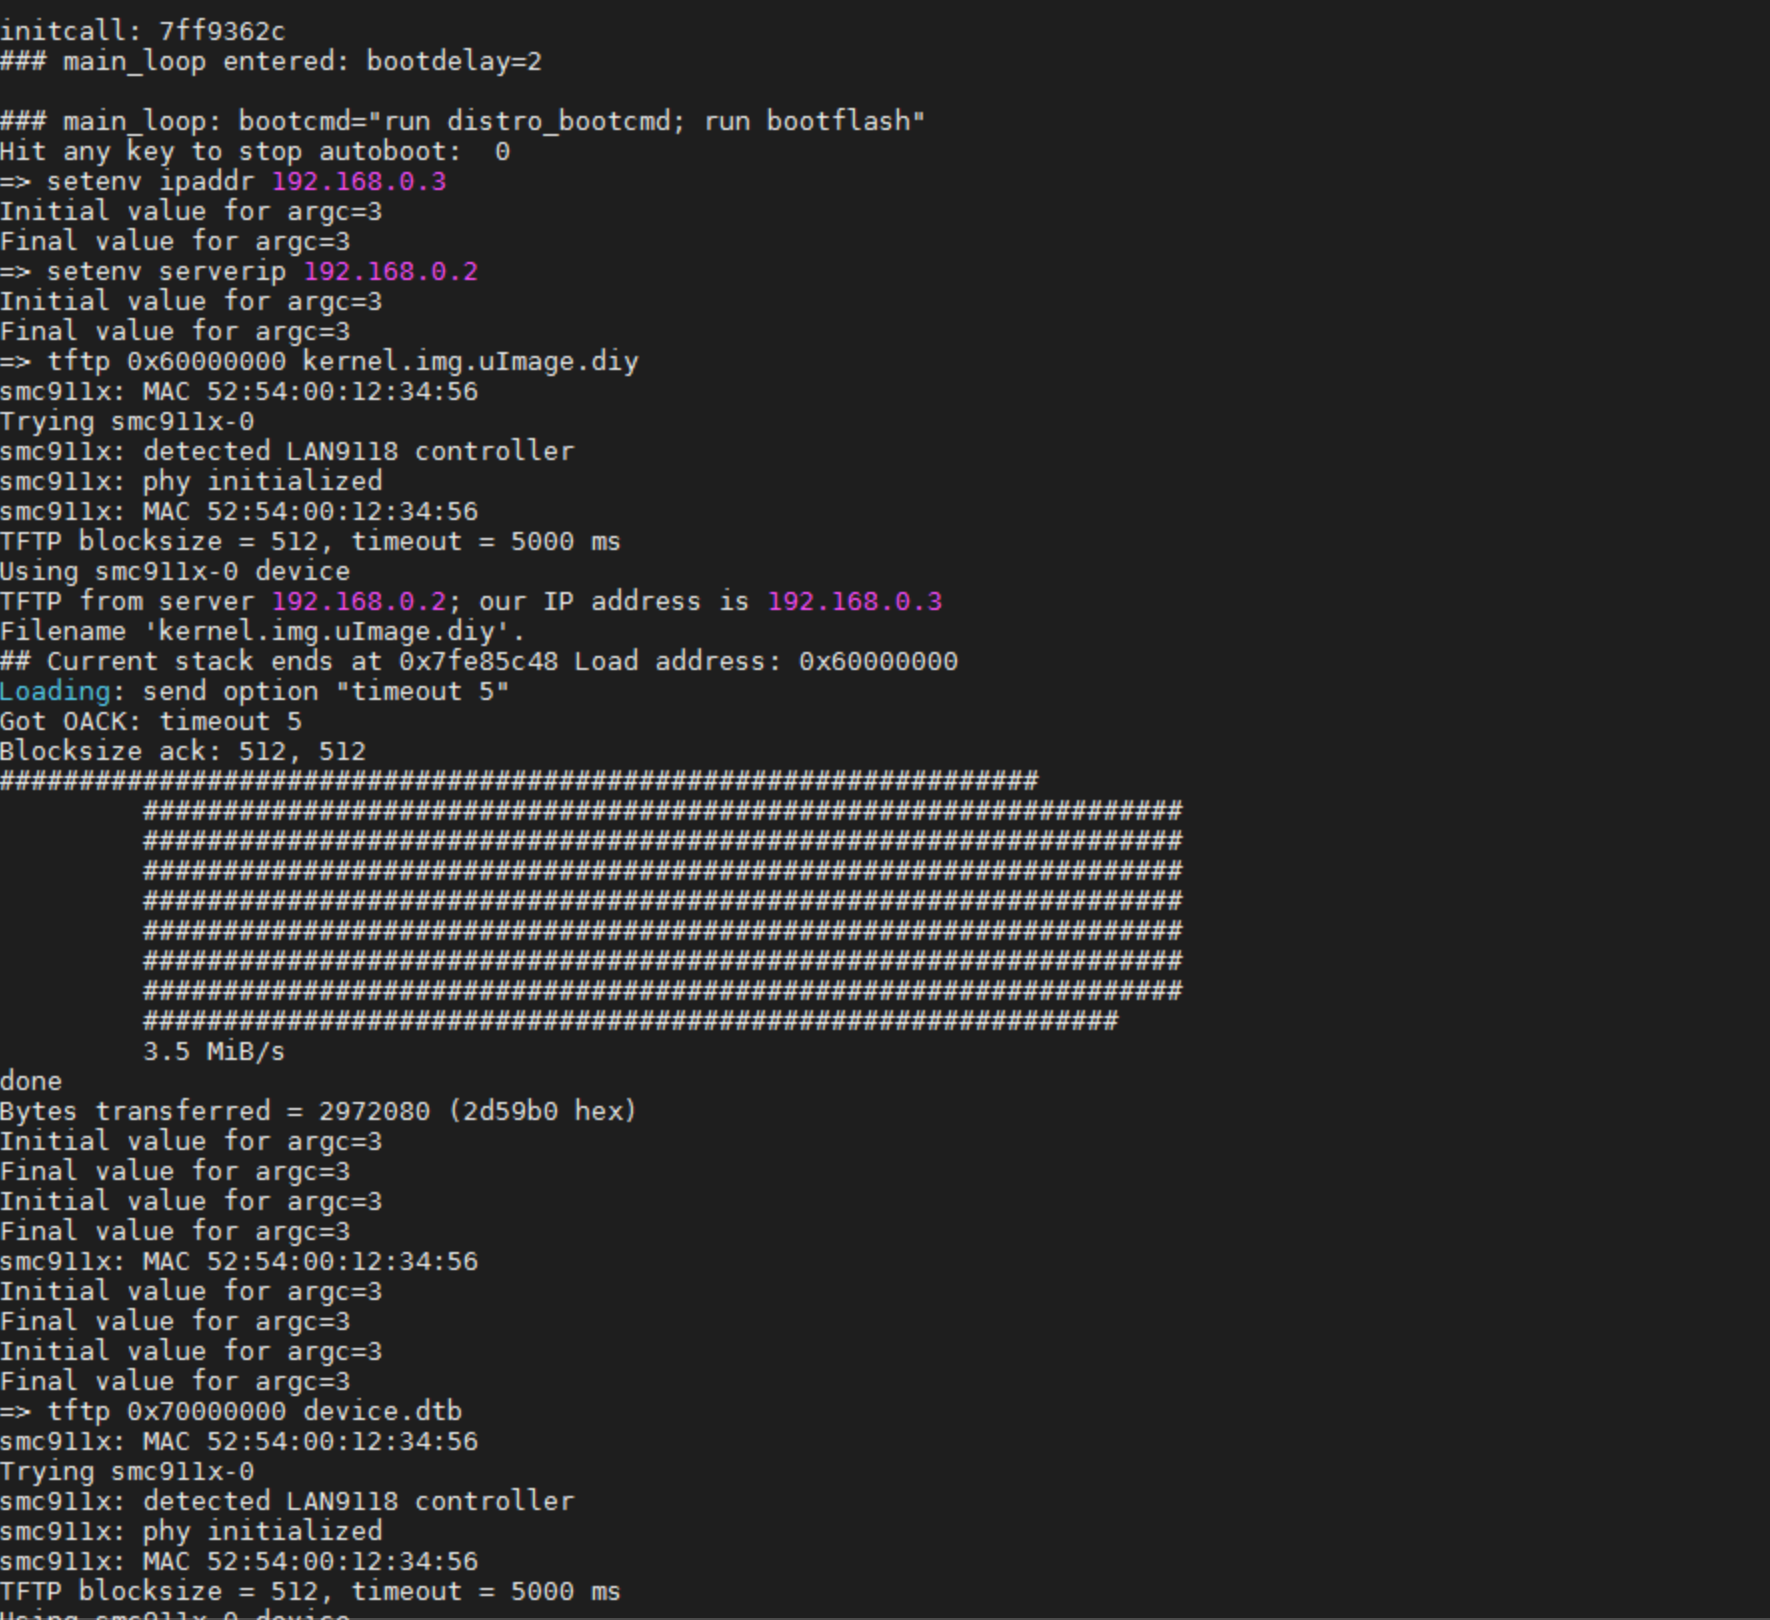 initcall: 7ff9362c
### main_loop entered: bootdelay=2
### main_loop: bootcmd="run distro_bootcmd; run bootflash"
Hit any key to stop autoboot:  0
=> setenv ipaddr 192.168.0.3
Initial value for argc=3
Final value for argc=3
=> setenv serverip 192.168.0.2
Initial value for argc=3
Final value for argc=3
=> tftp 0x60000000 kernel.img.uImage.diy
smc911x: MAC 52:54:00:12:34:56
Trying smc911x-0
smc911x: detected LAN9118 controller
smc911x: phy initialized
smc911x: MAC 52:54:00:12:34:56
TFTP blocksize = 512, timeout = 5000 ms
Using smc911x-0 device
TFTP from server 192.168.0.2; our IP address is 192.168.0.3
Filename 'kernel.img.uImage.diy'.
## Current stack ends at 0x7fe85c48 Load address: 0x60000000
Loading: send option "timeout 5"
Got OACK: timeout 5
Blocksize ack: 512, 512
#################################################################
         #################################################################
         #################################################################
         #################################################################
         #################################################################
         #################################################################
         #################################################################
         #################################################################
         #############################################################
         3.5 MiB/s
done
Bytes transferred = 2972080 (2d59b0 hex)
Initial value for argc=3
Final value for argc=3
Initial value for argc=3
Final value for argc=3
smc911x: MAC 52:54:00:12:34:56
Initial value for argc=3
Final value for argc=3
Initial value for argc=3
Final value for argc=3
=> tftp 0x70000000 device.dtb
smc911x: MAC 52:54:00:12:34:56
Trying smc911x-0
smc911x: detected LAN9118 controller
smc911x: phy initialized
smc911x: MAC 52:54:00:12:34:56
TFTP blocksize = 512, timeout = 5000 ms
Using smc911x-0 device